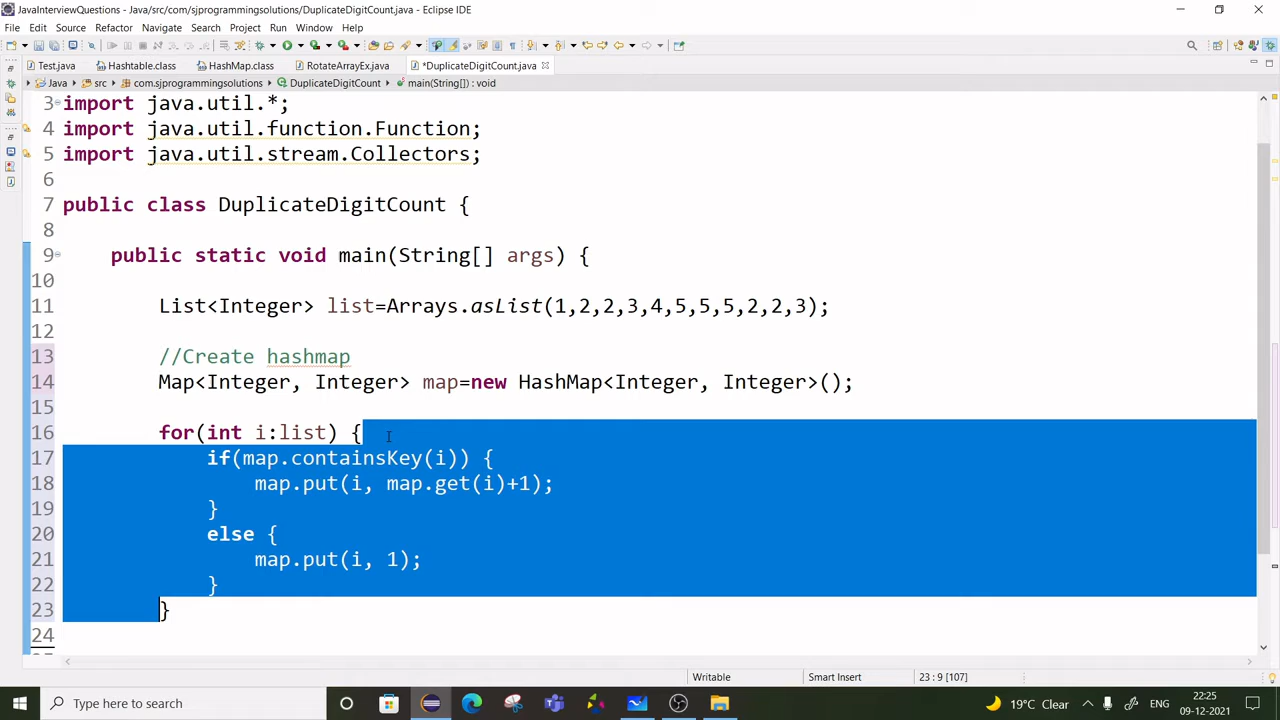 JavaInterviewQuestions - Java/src/com/sjprogrammingsolutions/DuplicateDigitCount.java - Eclipse IDE
File Edit Source Refactor Navigate Search Project Run Window Help
Test.java Hashtable.class HashMap.class RotateArrayEx.java *DuplicateDigitCount.java
Java src com.sjprogrammingsolutions DuplicateDigitCount main(String[]) : void
3 import java.util.*;
4 import java.util.function.Function;
5 import java.util.stream.Collectors;
6
7 public class DuplicateDigitCount {
8
9 public static void main(String[] args) {
10
11 List<Integer> list=Arrays.asList(1,2,2,3,4,5,5,5,2,2,3);
12
13 //Create hashmap
14 Map<Integer, Integer> map=new HashMap<Integer, Integer>();
15
16 for(int i:list) {
17 if(map.containsKey(i)) {
18 map.put(i, map.get(i)+1);
19 }
20 else {
21 map.put(i, 1);
22 }
23 }
24
Writable Smart Insert 23 : 9 [107]
Type here to search 19°C Clear ENG 22:25
09-12-2021